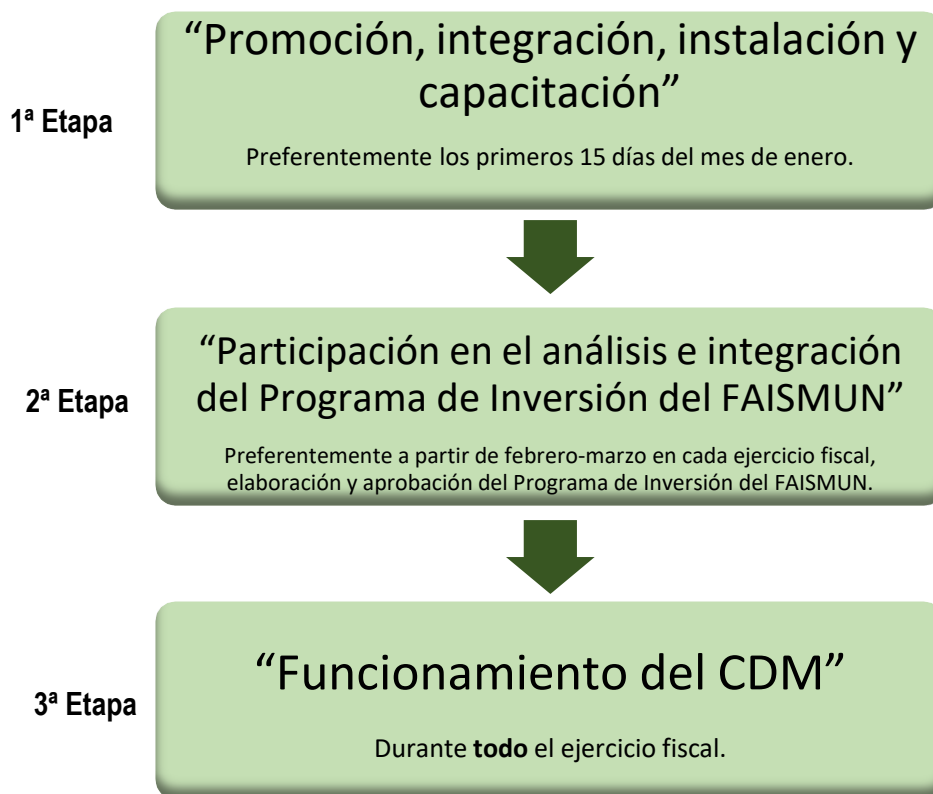 “Promoción, integración, instalación y
capacitación”
1ª Etapa
Preferentemente los primeros 15 días del mes de enero.
“Participación en el análisis e integración
del Programa de Inversión del FAISMUN”
2ª Etapa
Preferentemente a partir de febrero-marzo en cada ejercicio fiscal,
elaboración y aprobación del Programa de Inversión del FAISMUN.
“Funcionamiento del CDM”
3ª Etapa
Durante todo el ejercicio fiscal.